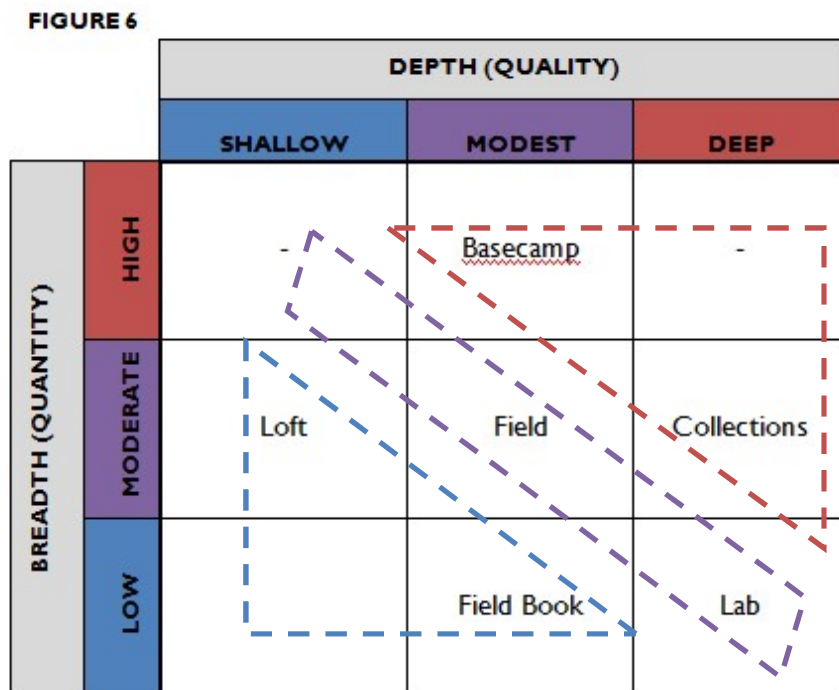 FIGURE 6
DEPTH (QUALITY)
SHALLOW MODEST DEEP
BREADTH (QUANTITY)
HIGH
- Basecamp -
MODERATE
Loft Field Collections
LOW
Field Book Lab